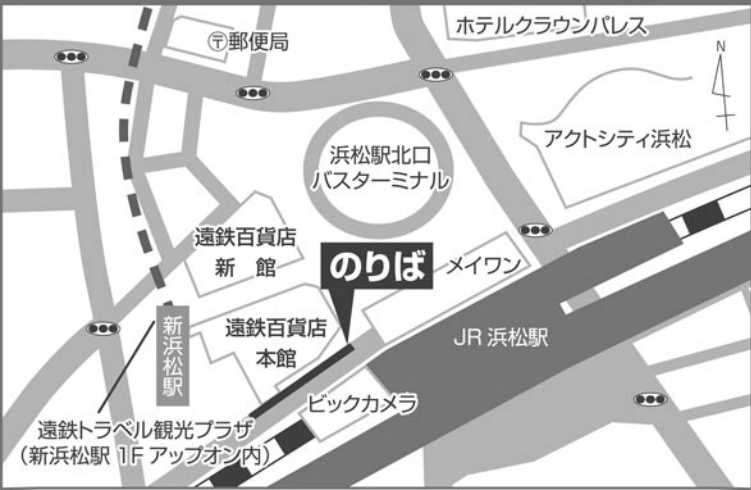 ホテルクラウンパレス
〒郵便局
N
アクトシティ浜松
浜松駅北口
バスターミナル
遠鉄百貨店
新 館
のりば
メイワン
新浜松駅
遠鉄百貨店
本館
JR 浜松駅
ビックカメラ
遠鉄トラベル観光プラザ
(新浜松駅 1F アップオン内)